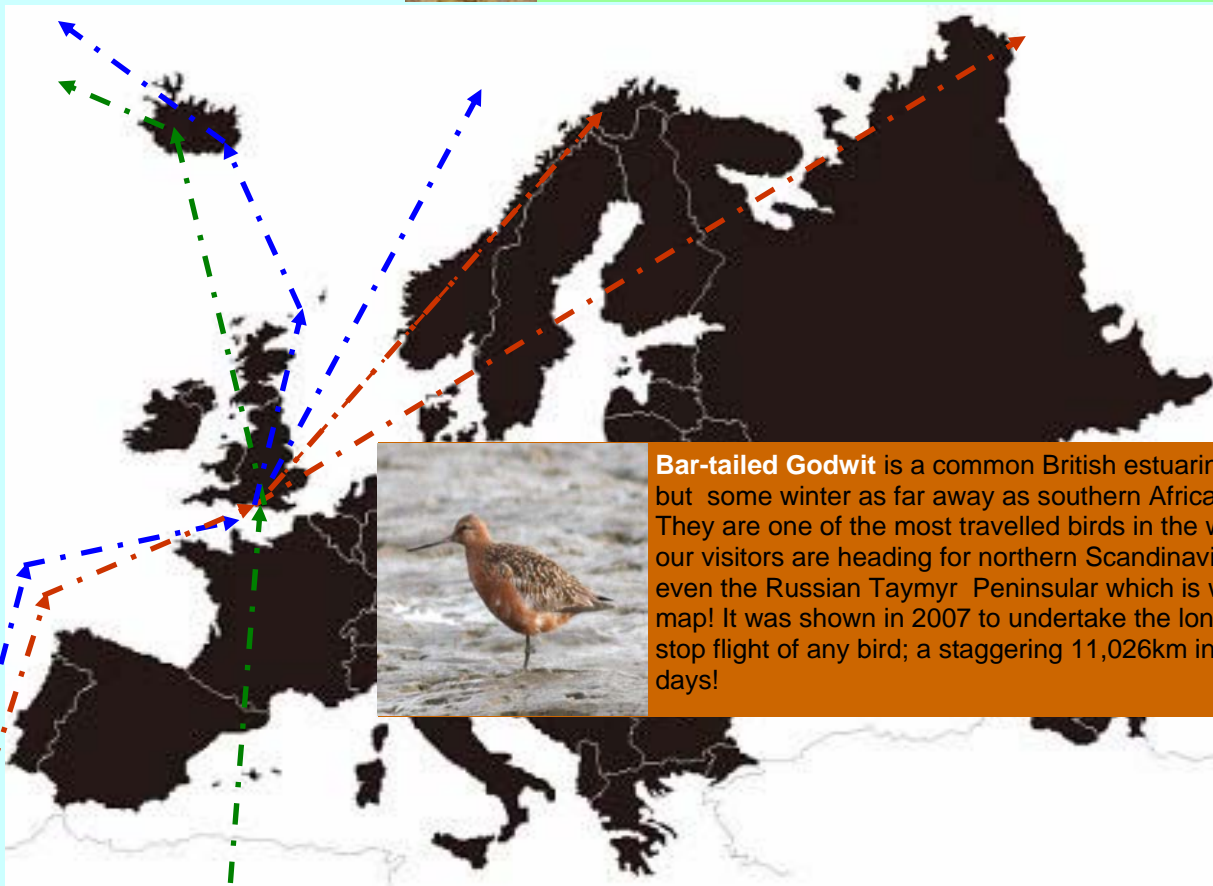 Bar-tailed Godwit is a common British estuarin
but some winter as far away as southern Africa
They are one of the most travelled birds in the w
our visitors are heading for northern Scandinavi
even the Russian Taymyr Peninsular which is v
map! It was shown in 2007 to undertake the lon
stop flight of any bird; a staggering 11,026km in
days!